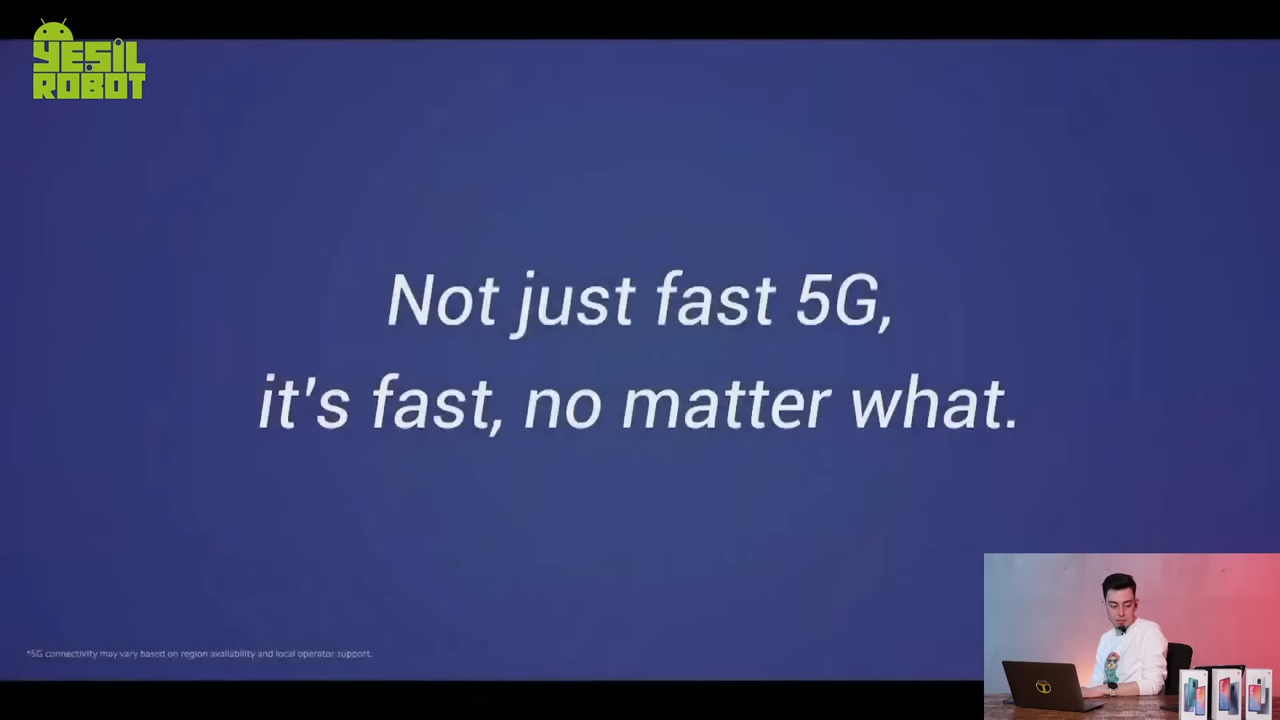 YEŞİL
ROBOT
Not just fast 5G,
it's fast, no matter what.
*5G connectivity may vary based on region availability and local operator support.